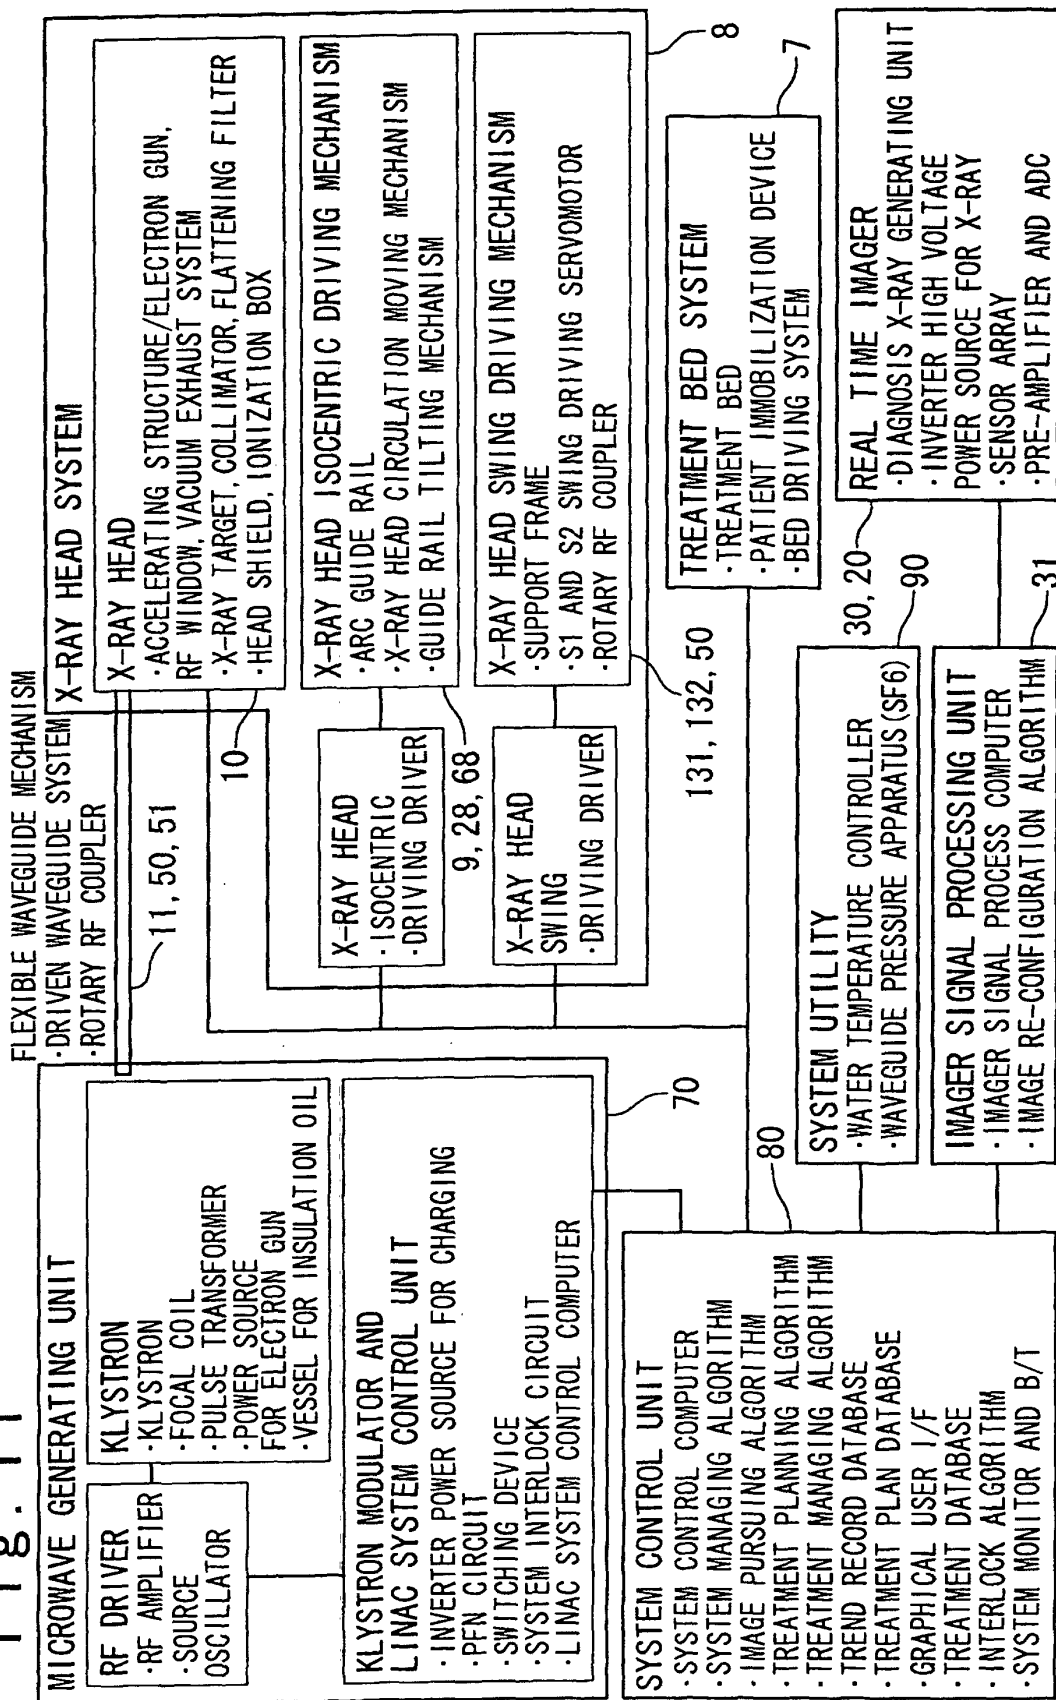 Fig. 11
MICROWAVE GENERATING UNIT
RF DRIVER
·RF AMPLIFIER
·SOURCE
OSCILLATOR
KLYSTRON
·KLYSTRON
·FOCAL COIL
·PULSE TRANSFORMER
·POWER SOURCE
FOR ELECTRON GUN
·VESSEL FOR INSULATION OIL
KLYSTRON MODULATOR AND
LINAC SYSTEM CONTROL UNIT
·INVERTER POWER SOURCE FOR CHARGING
·PFN CIRCUIT
·SWITCHING DEVICE
·SYSTEM INTERLOCK CIRCUIT
·LINAC SYSTEM CONTROL COMPUTER
70
FLEXIBLE WAVEGUIDE MECHANISM
·DRIVEN WAVEGUIDE SYSTEM
·ROTARY RF COUPLER
11, 50, 51
X-RAY HEAD SYSTEM
X-RAY HEAD
·ACCELERATING STRUCTURE/ELECTRON GUN,
RF WINDOW, VACUUM EXHAUST SYSTEM
·X-RAY TARGET, COLLIMATOR, FLATTENING FILTER
·HEAD SHIELD, IONIZATION BOX
10
X-RAY HEAD
·ISOCENTRIC
·DRIVING DRIVER
X-RAY HEAD ISOCENTRIC DRIVING MECHANISM
·ARC GUIDE RAIL
·X-RAY HEAD CIRCULATION MOVING MECHANISM
·GUIDE RAIL TILTING MECHANISM
9, 28, 68
X-RAY HEAD
SWING
·DRIVING DRIVER
X-RAY HEAD SWING DRIVING MECHANISM
·SUPPORT FRAME
·S1 AND S2 SWING DRIVING SERVOMOTOR
·ROTARY RF COUPLER
131, 132, 50
8
SYSTEM CONTROL UNIT
·SYSTEM CONTROL COMPUTER
·SYSTEM MANAGING ALGORITHM
·IMAGE PURSUING ALGORITHM
·TREATMENT PLANNING ALGORITHM
·TREATMENT MANAGING ALGORITHM
·TREND RECORD DATABASE
·TREATMENT PLAN DATABASE
·GRAPHICAL USER I/F
·TREATMENT DATABASE
·INTERLOCK ALGORITHM
·SYSTEM MONITOR AND B/T
80
TREATMENT BED SYSTEM
·TREATMENT BED
·PATIENT IMMOBILIZATION DEVICE
·BED DRIVING SYSTEM
7
SYSTEM UTILITY
·WATER TEMPERATURE CONTROLLER
·WAVEGUIDE PRESSURE APPARATUS(SF6)
90
IMAGER SIGNAL PROCESSING UNIT
·IMAGER SIGNAL PROCESS COMPUTER
·IMAGE RE-CONFIGURATION ALGORITHM
31
REAL TIME IMAGER
·DIAGNOSIS X-RAY GENERATING UNIT
·INVERTER HIGH VOLTAGE
POWER SOURCE FOR X-RAY
·SENSOR ARRAY
·PRE-AMPLIFIER AND ADC
30, 20